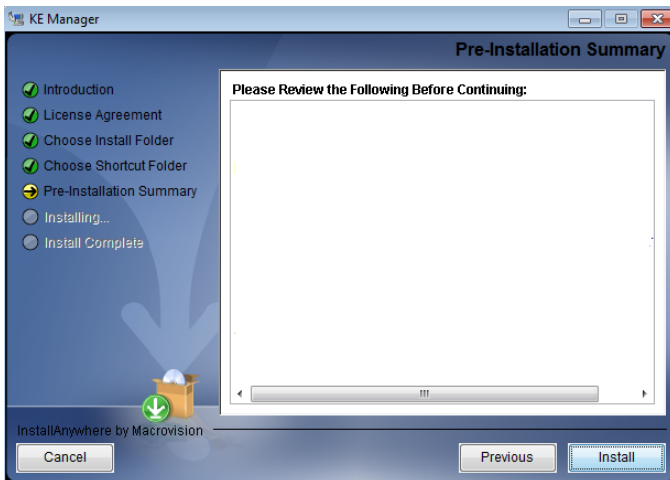 KE Manager
Pre-Installation Summary
Introduction
License Agreement
Choose Install Folder
Choose Shortcut Folder
Pre-Installation Summary
Installing...
Install Complete
Please Review the Following Before Continuing:
InstallAnywhere by Macrovision
Cancel
Previous
Install